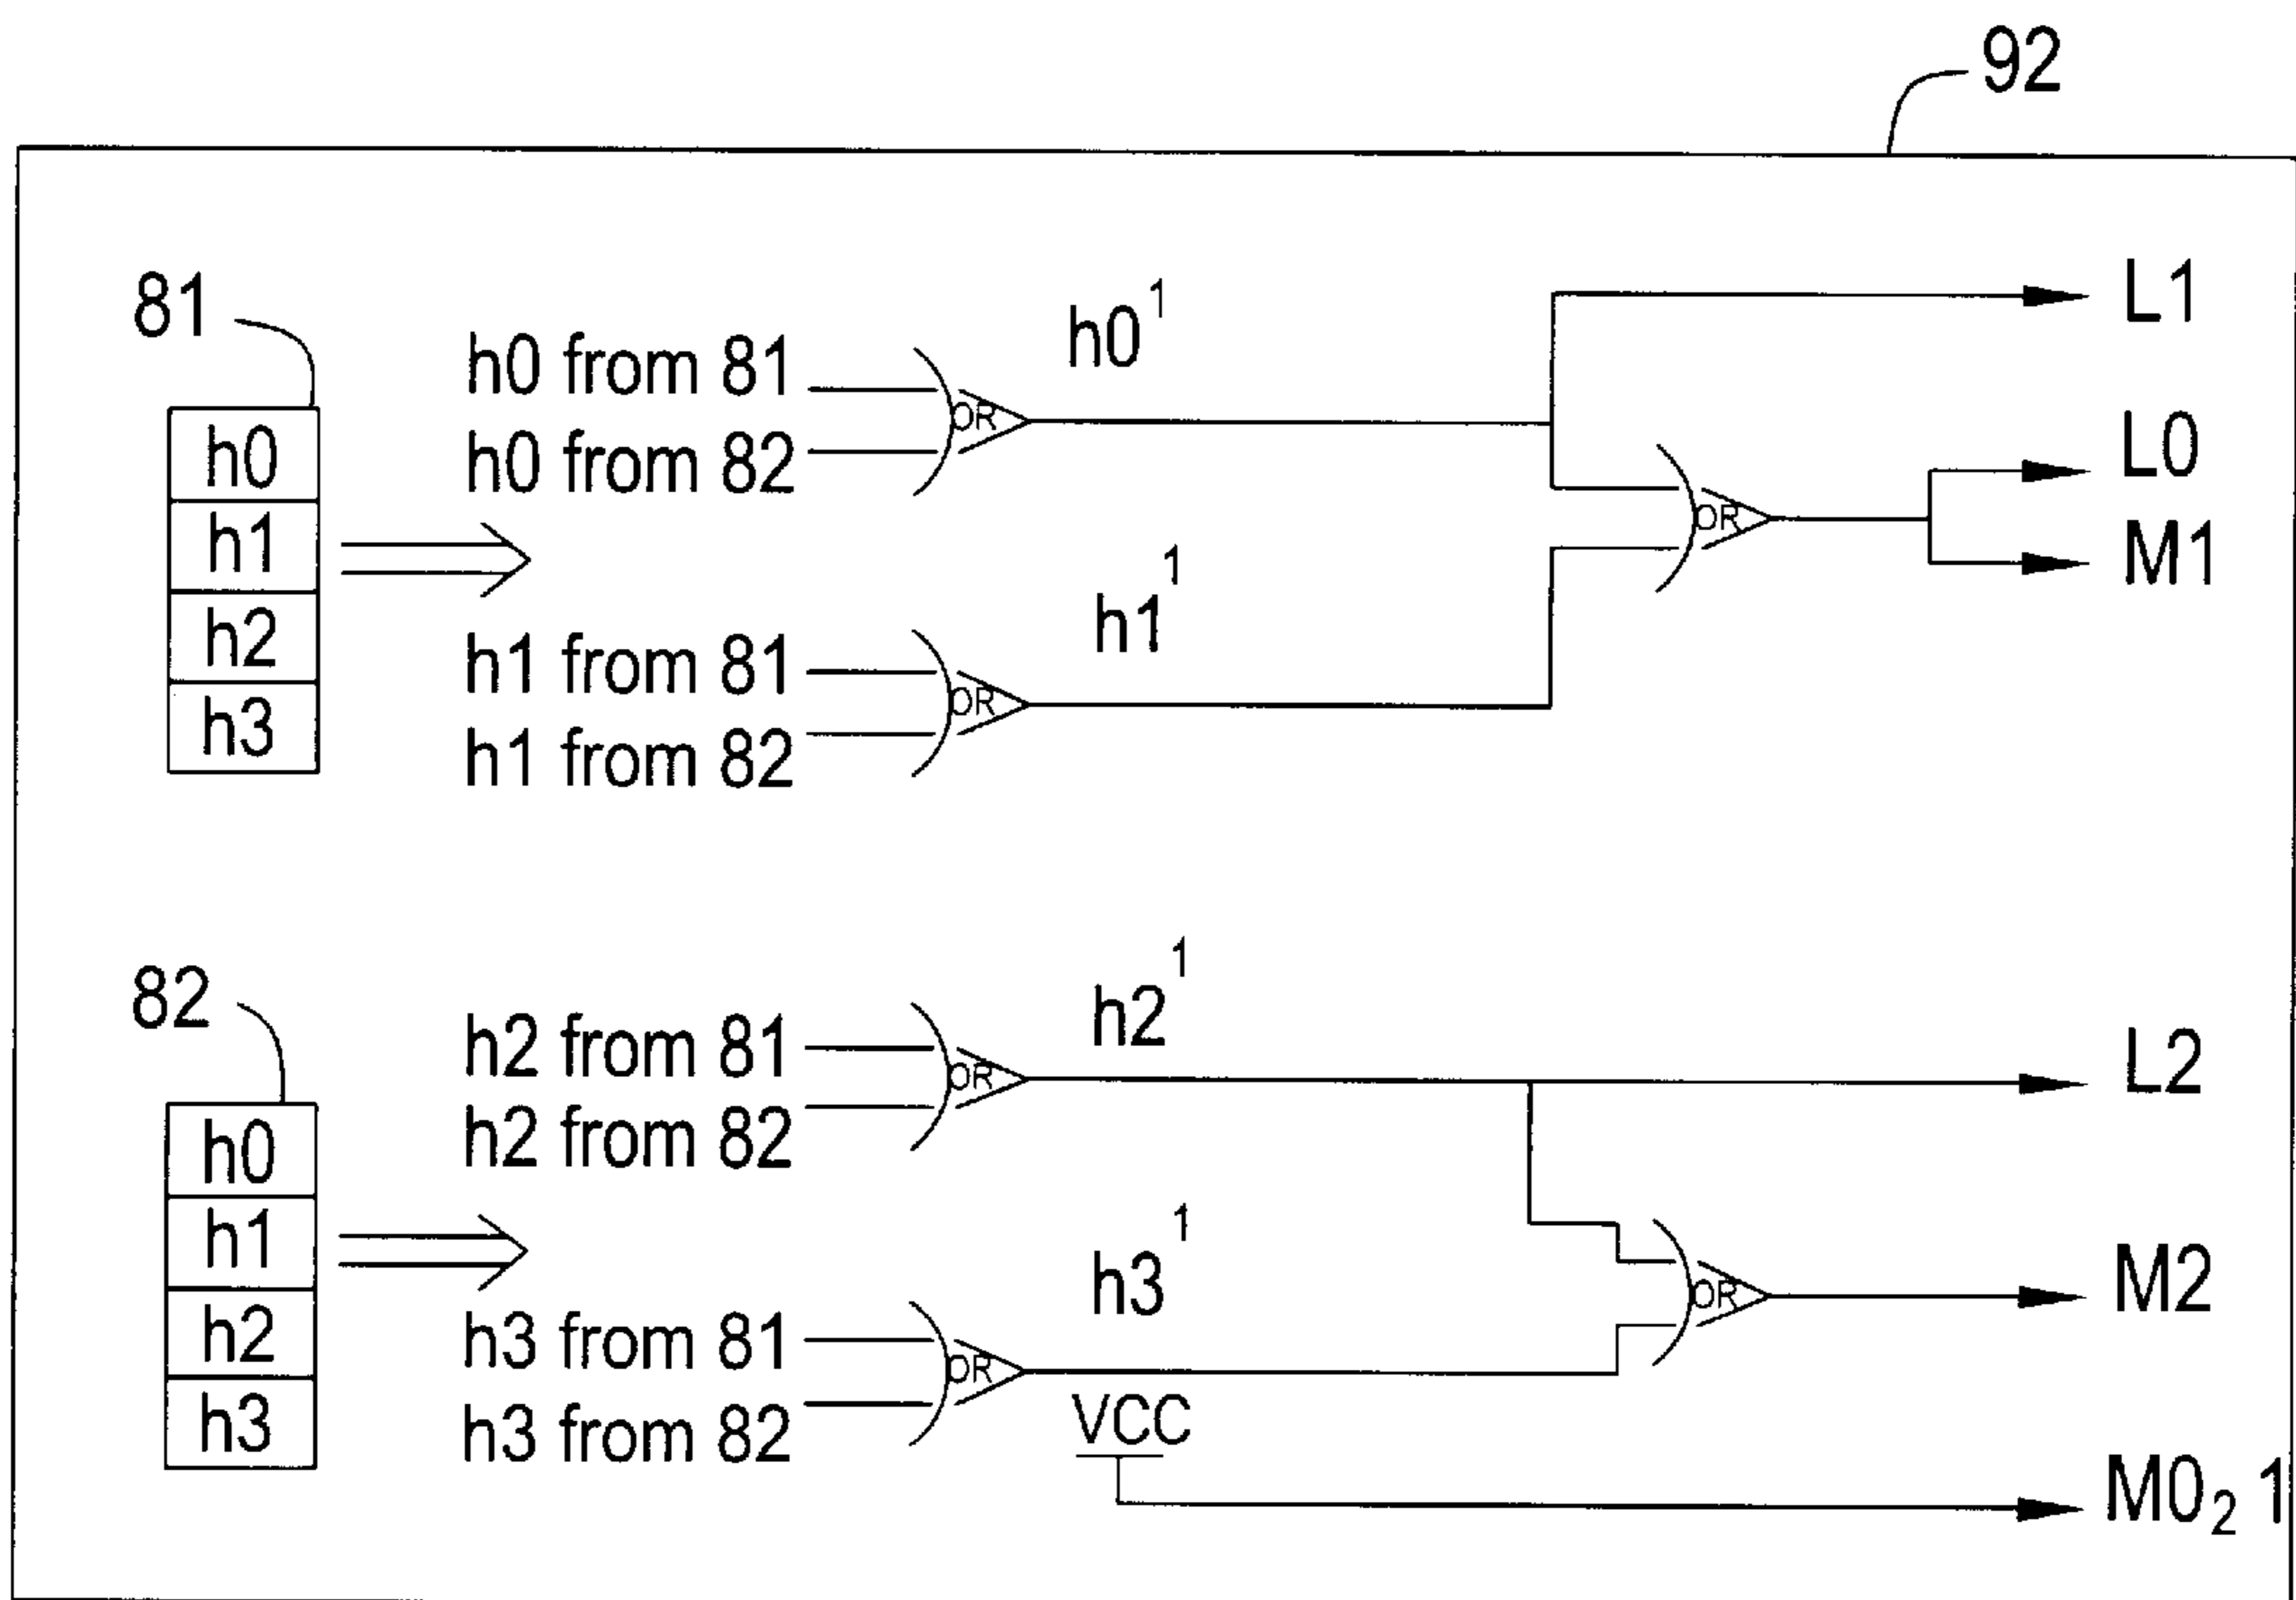 92
81
h0
h1
h2
h3
h0 from 81
h0 from 82
OR
h0¹
h1 from 81
h1 from 82
OR
h1¹
OR
L1
L0
M1
82
h0
h1
h2
h3
h2 from 81
h2 from 82
OR
h2¹
h3 from 81
h3 from 82
OR
h3¹
OR
VCC
L2
M2
M0₂ 1